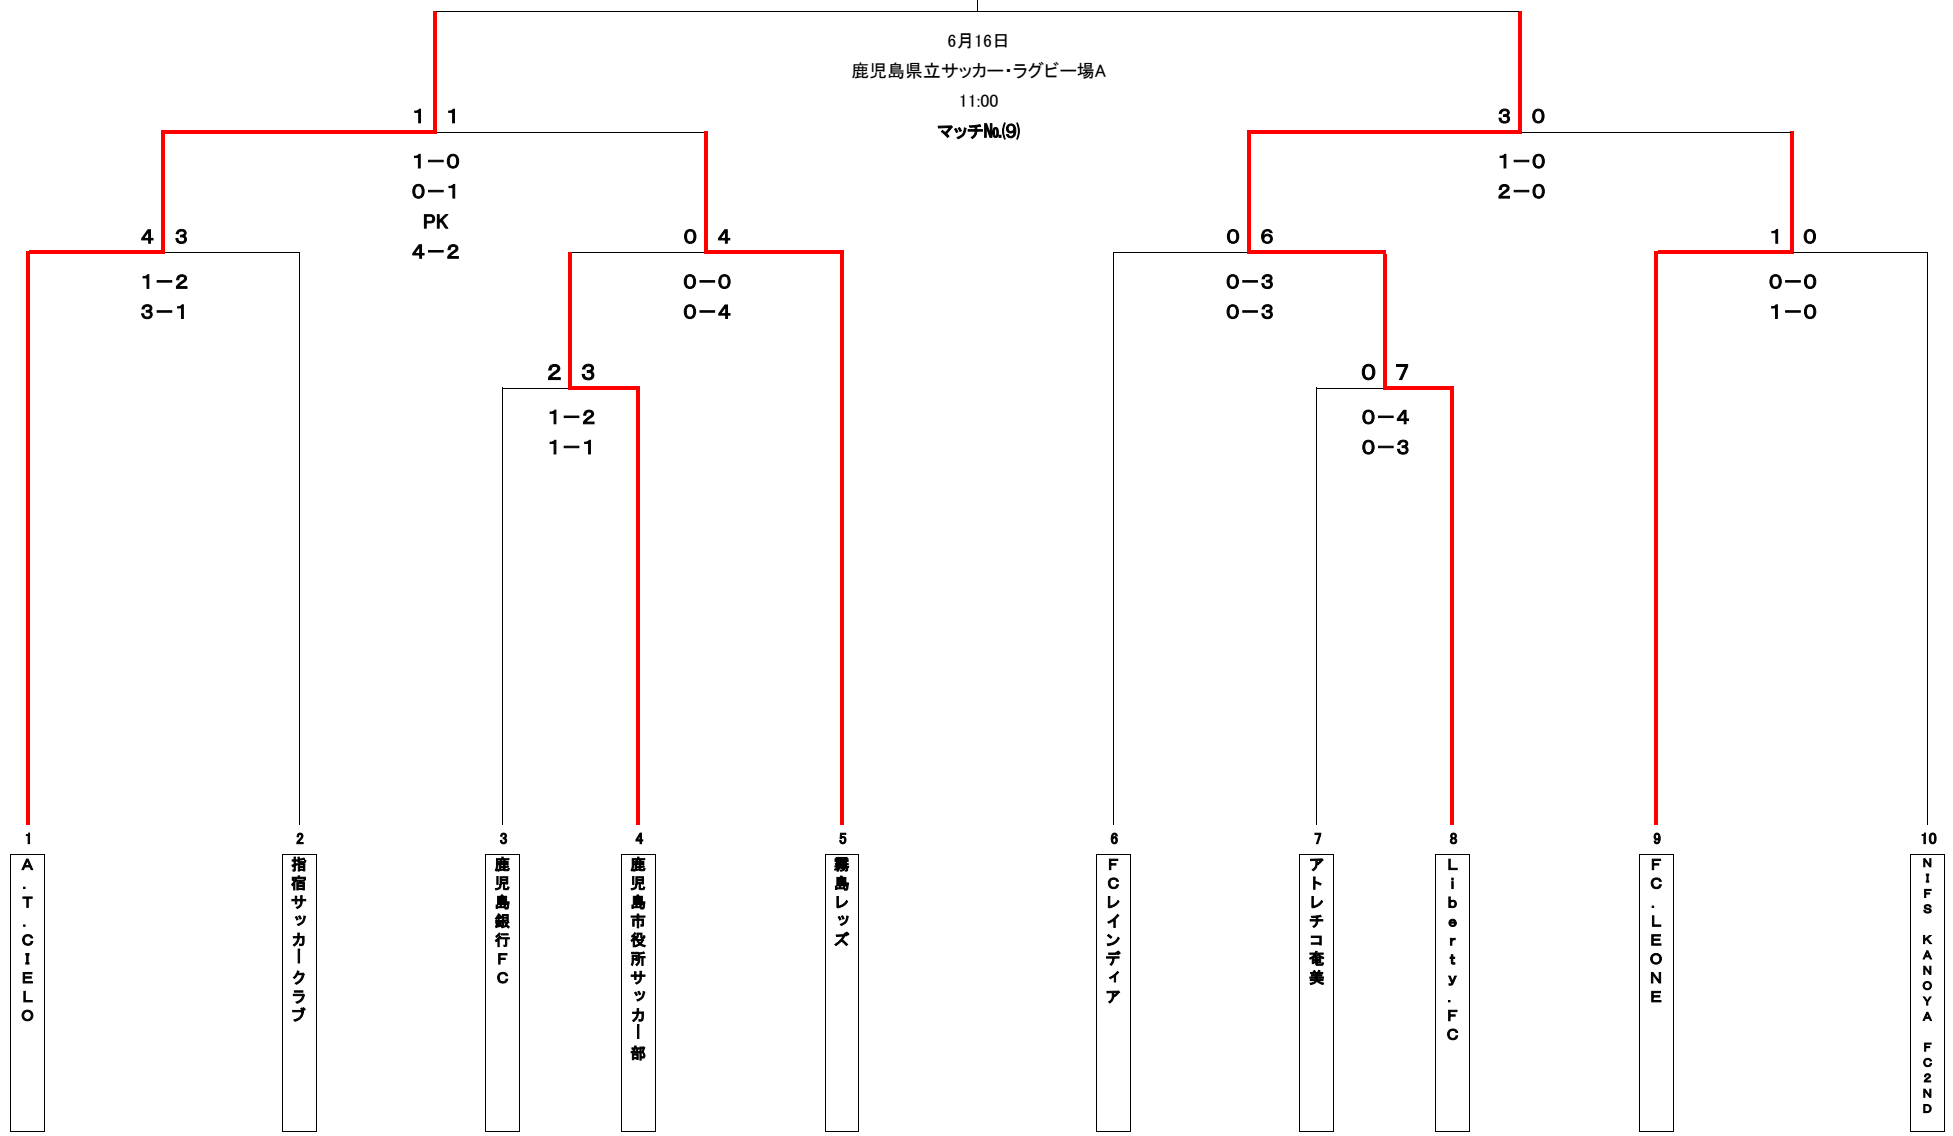 6月16日
鹿児島県立サッカー・ラグビー場A
11:00
マッチ№(9)
1 1
1－0
0－1
PK
4－2
3 0
1－0
2－0
4 3
1－2
3－1
0 4
0－0
0－4
0 6
0－3
0－3
1 0
0－0
1－0
2 3
1－2
1－1
0 7
0－4
0－3
1
A.T.CIELO
2
指宿サッカークラブ
3
鹿児島銀行FC
4
鹿児島市役所サッカー部
5
霧島レッズ
6
FCレインディア
7
アトレチコ奄美
8
Liberty.FC
9
FC.LEONE
10
NIFS KANOYA FC2ND